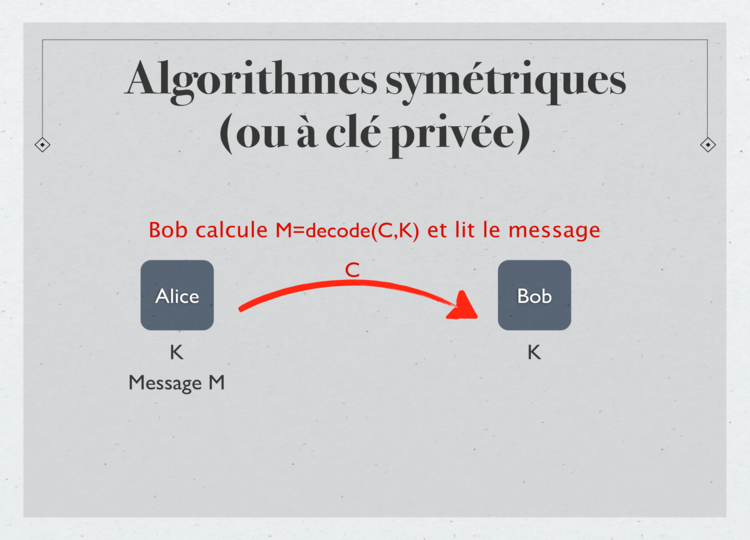 Algorithmes symétriques
(ou à clé privée)
Bob calcule M=decode(C,K) et lit le message
C
Alice
Bob
K
K
Message M